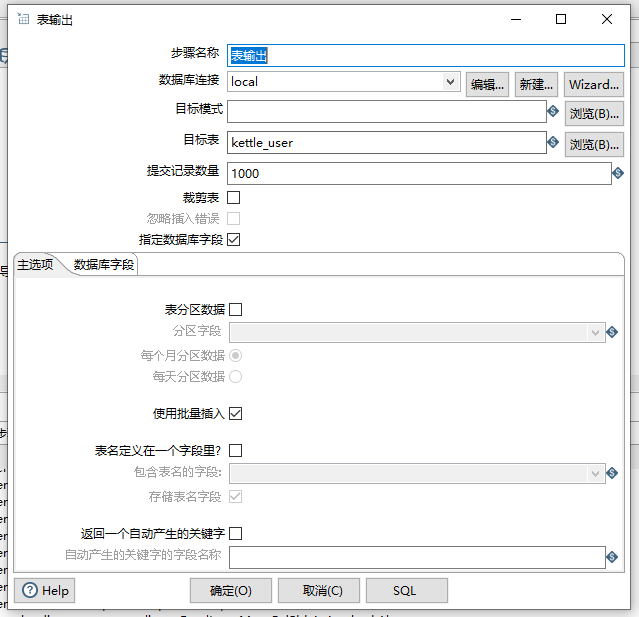 表输出
步骤名称 表输出
数据库连接 local 编辑... 新建... Wizard...
目标模式 浏览(B)...
目标表 kettle_user 浏览(B)...
提交记录数量 1000
裁剪表
忽略插入错误
指定数据库字段
主选项 数据库字段
表分区数据
分区字段
每个月分区数据
每天分区数据
使用批量插入
表名定义在一个字段里?
包含表名的字段:
存储表名字段
返回一个自动产生的关键字
自动产生的关键字的字段名称
Help 确定(O) 取消(C) SQL